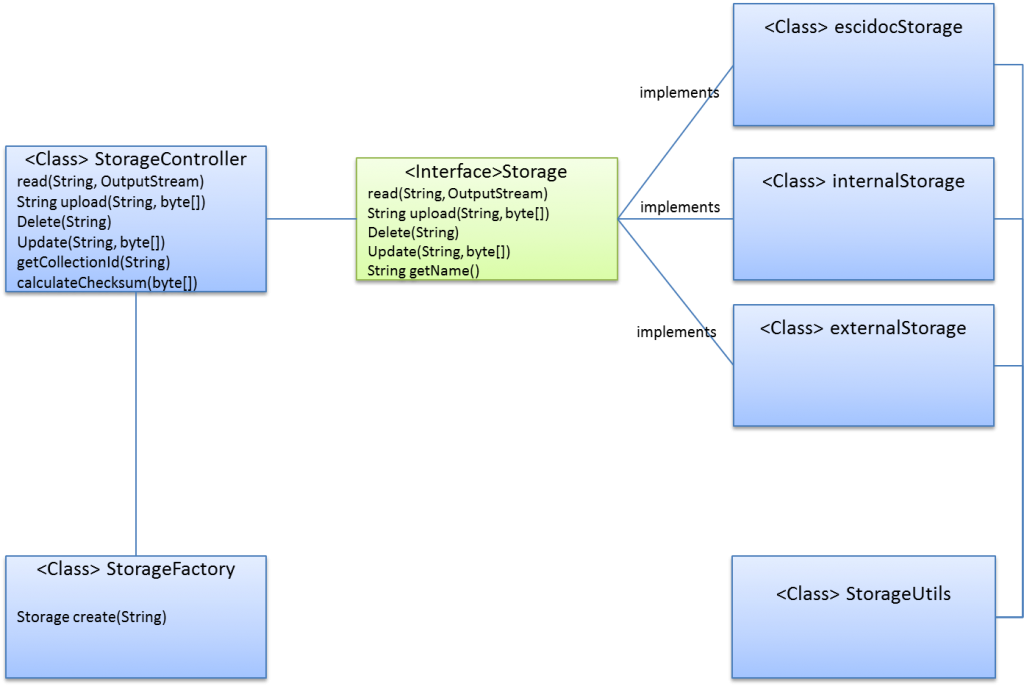 <Class> escidocStorage
implements
<Class> StorageController
read(String, OutputStream)
String upload(String, byte[])
Delete(String)
Update(String, byte[])
getCollectionId(String)
calculateChecksum(byte[])
<Interface>Storage
read(String, OutputStream)
String upload(String, byte[])
Delete(String)
Update(String, byte[])
String getName()
implements
<Class> internalStorage
implements
<Class> externalStorage
<Class> StorageFactory
Storage create(String)
<Class> StorageUtils